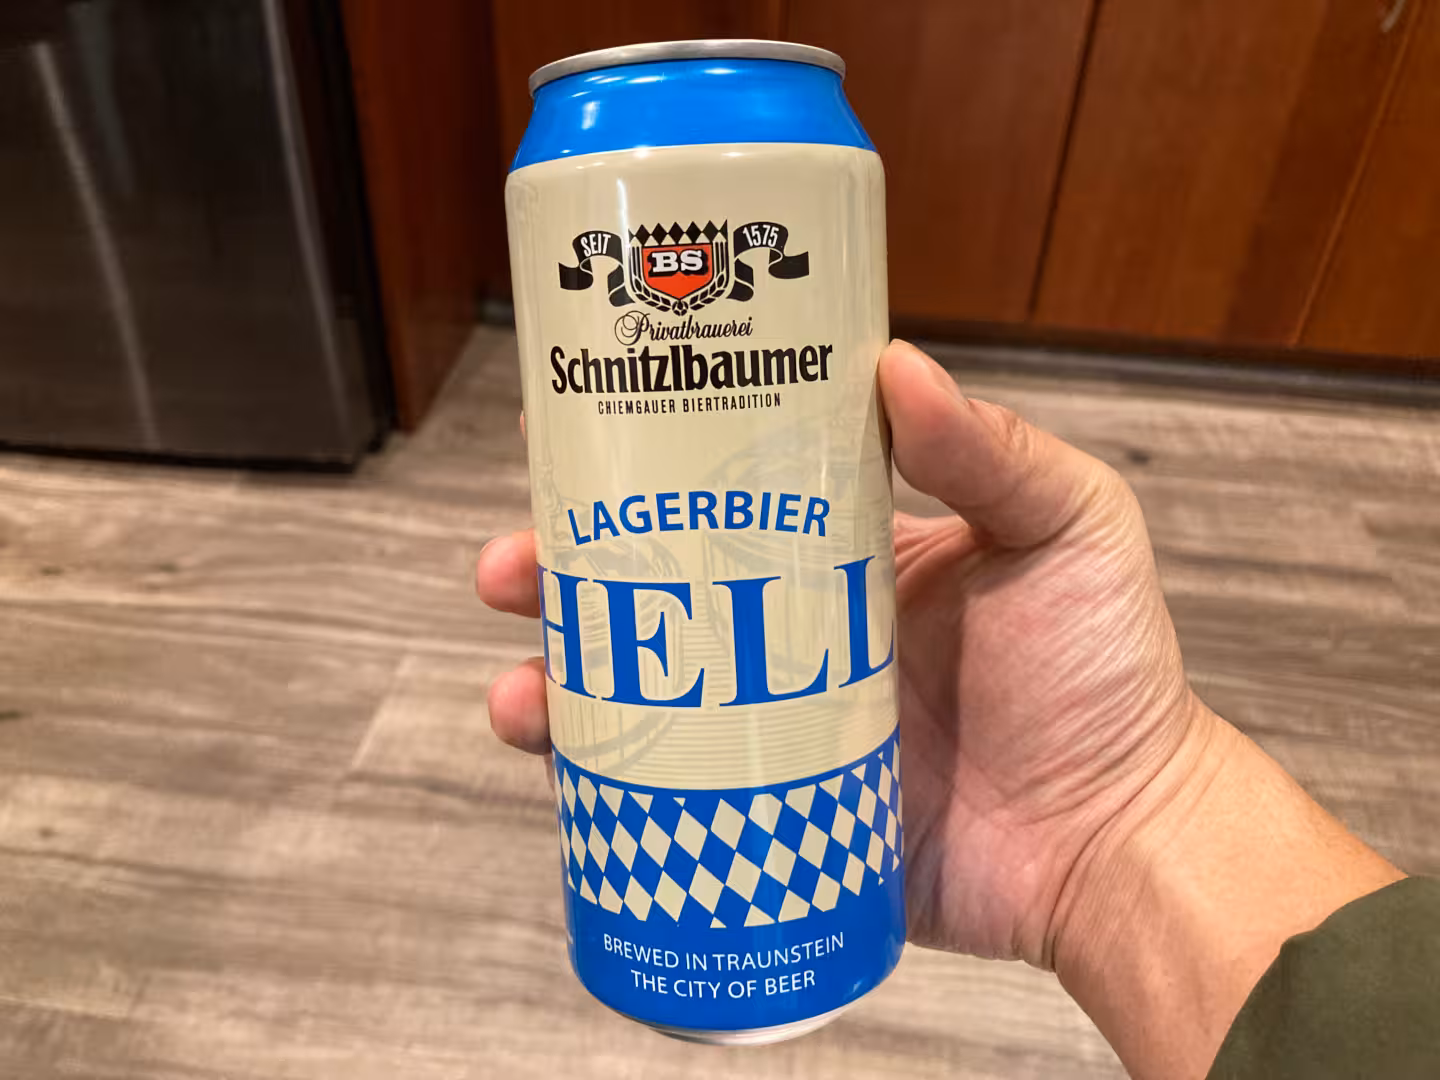 SEIT 1575
BS
Privatbrauerei
Schnitzlbaumer
CHIEMGAUER BIERTRADITION
LAGERBIER
HELL
BREWED IN TRAUNSTEIN
THE CITY OF BEER